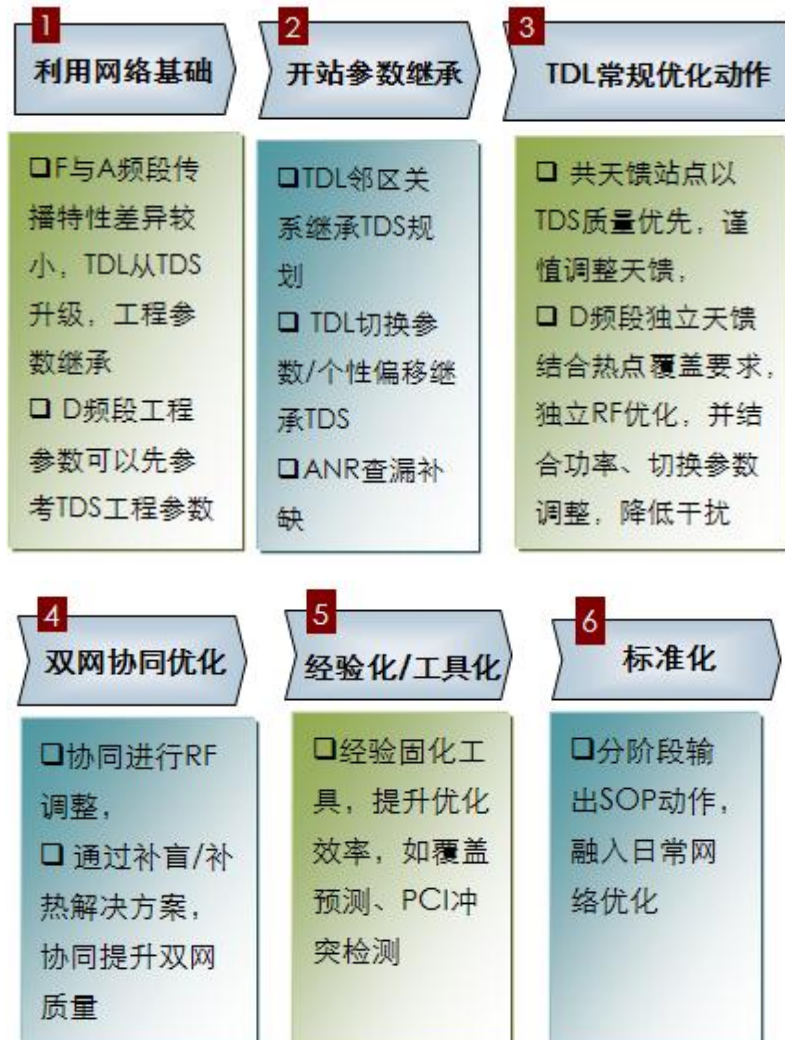 1
利用网络基础
❑F与A频段传
播特性差异较
小，TDL从TDS
升级，工程参
数继承
❑ D频段工程
参数可以先参
考TDS工程参数
2
开站参数继承
❑TDL邻区关
系继承TDS规
划
❑ TDL切换参
数/个性偏移继
承TDS
❑ANR查漏补
缺
3
TDL常规优化动作
❑ 共天馈站点以
TDS质量优先，谨
慎调整天馈，
❑ D频段独立天馈
结合热点覆盖要求，
独立RF优化，并结
合功率、切换参数
调整，降低干扰
4
双网协同优化
❑协同进行RF
调整，
❑ 通过补盲/补
热解决方案，
协同提升双网
质量
5
经验化/工具化
❑经验固化工
具，提升优化
效率，如覆盖
预测、PCI冲
突检测
6
标准化
❑分阶段输
出SOP动作，
融入日常网
络优化